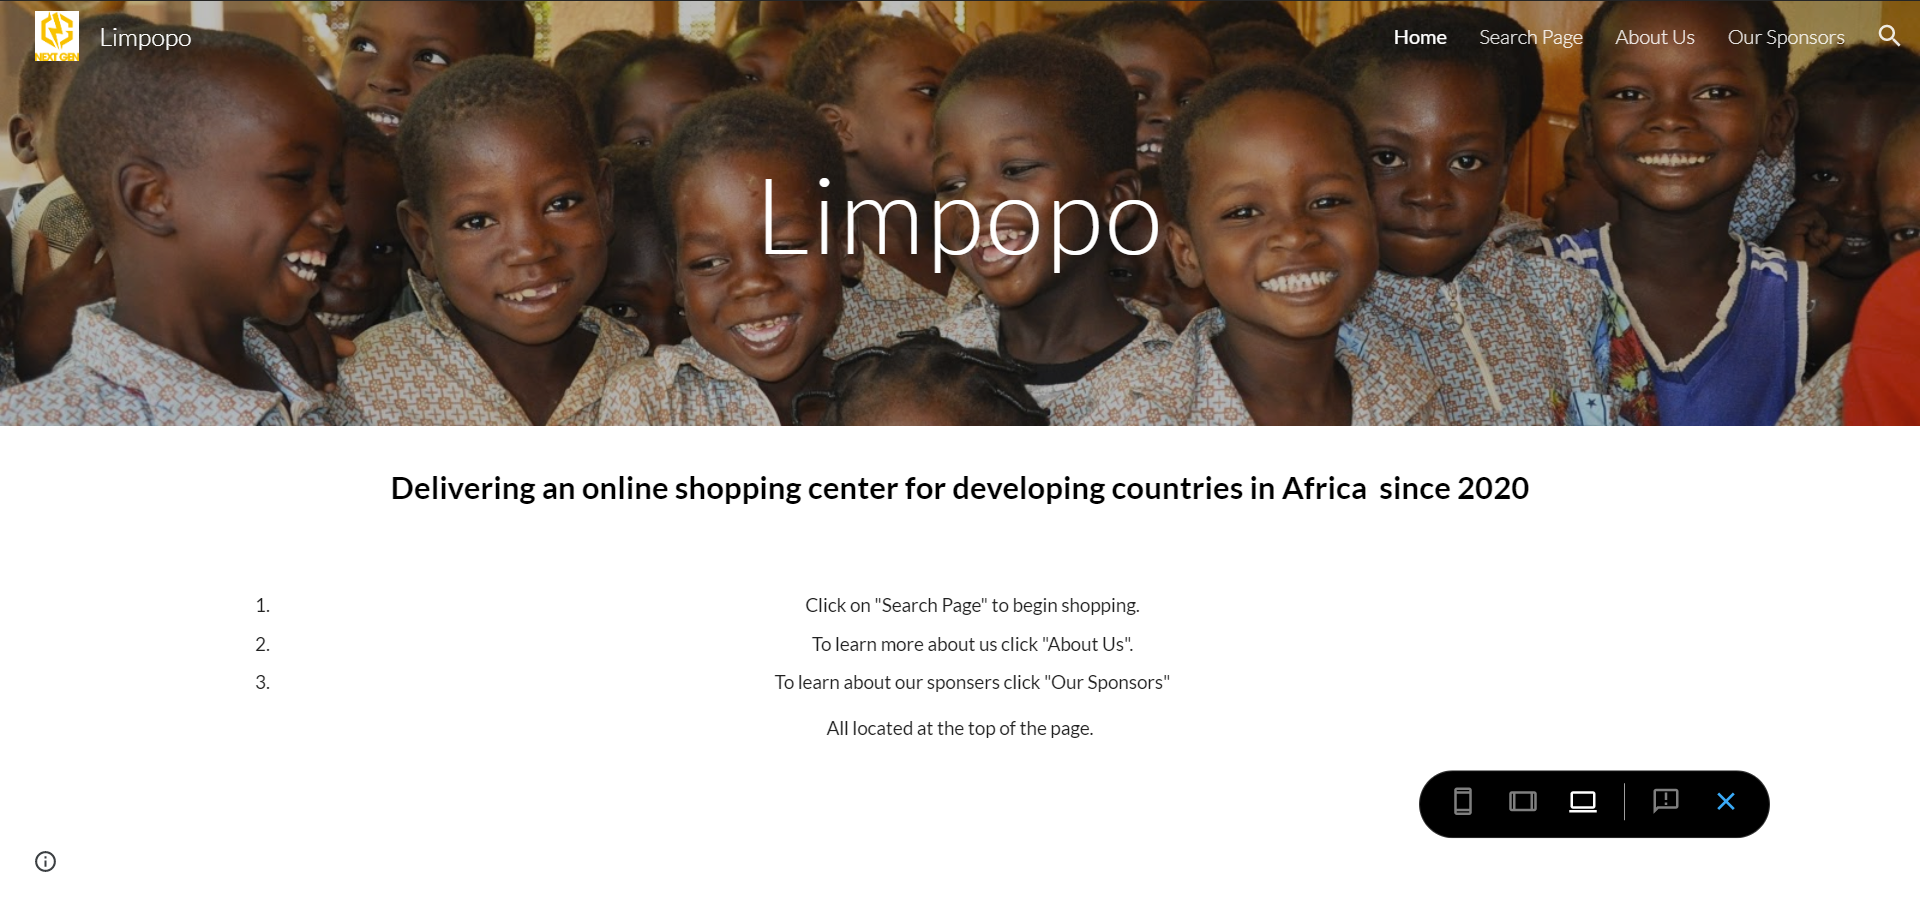 NEXT GEN
Limpopo
Home
Search Page
About Us
Our Sponsors
Limpopo
Delivering an online shopping center for developing countries in Africa  since 2020
1. Click on "Search Page" to begin shopping.
2. To learn more about us click "About Us".
3. To learn about our sponsers click "Our Sponsors"
All located at the top of the page.